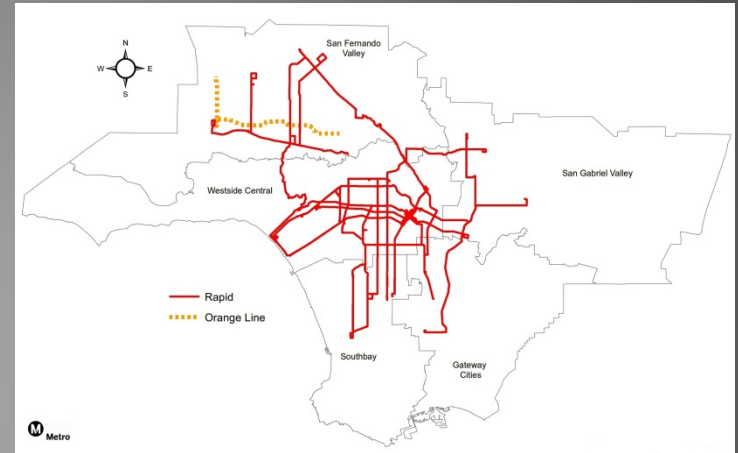 N
W E
S
San Fernando
Valley
San Gabriel Valley
Westside Central
Rapid
Orange Line
Southbay
Gateway
Cities
M
Metro